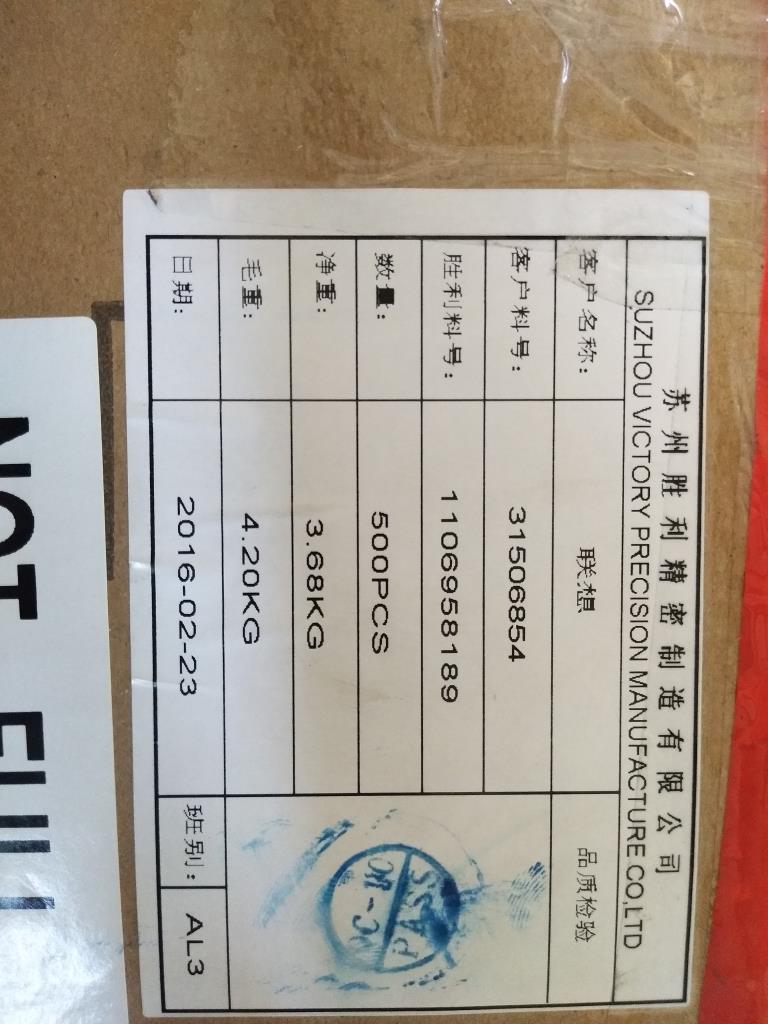 苏州胜利精密制造有限公司
SUZHOU VICTORY PRECISION MANUFACTURE CO,LTD
客户名称: 联想 品质检验
客户料号: 31506854
胜利料号: 1106958189
数量: 500PCS
净重: 3.68KG
毛重: 4.20KG
日期: 2016-02-23 班别: AL3
PASS
NOT FULL